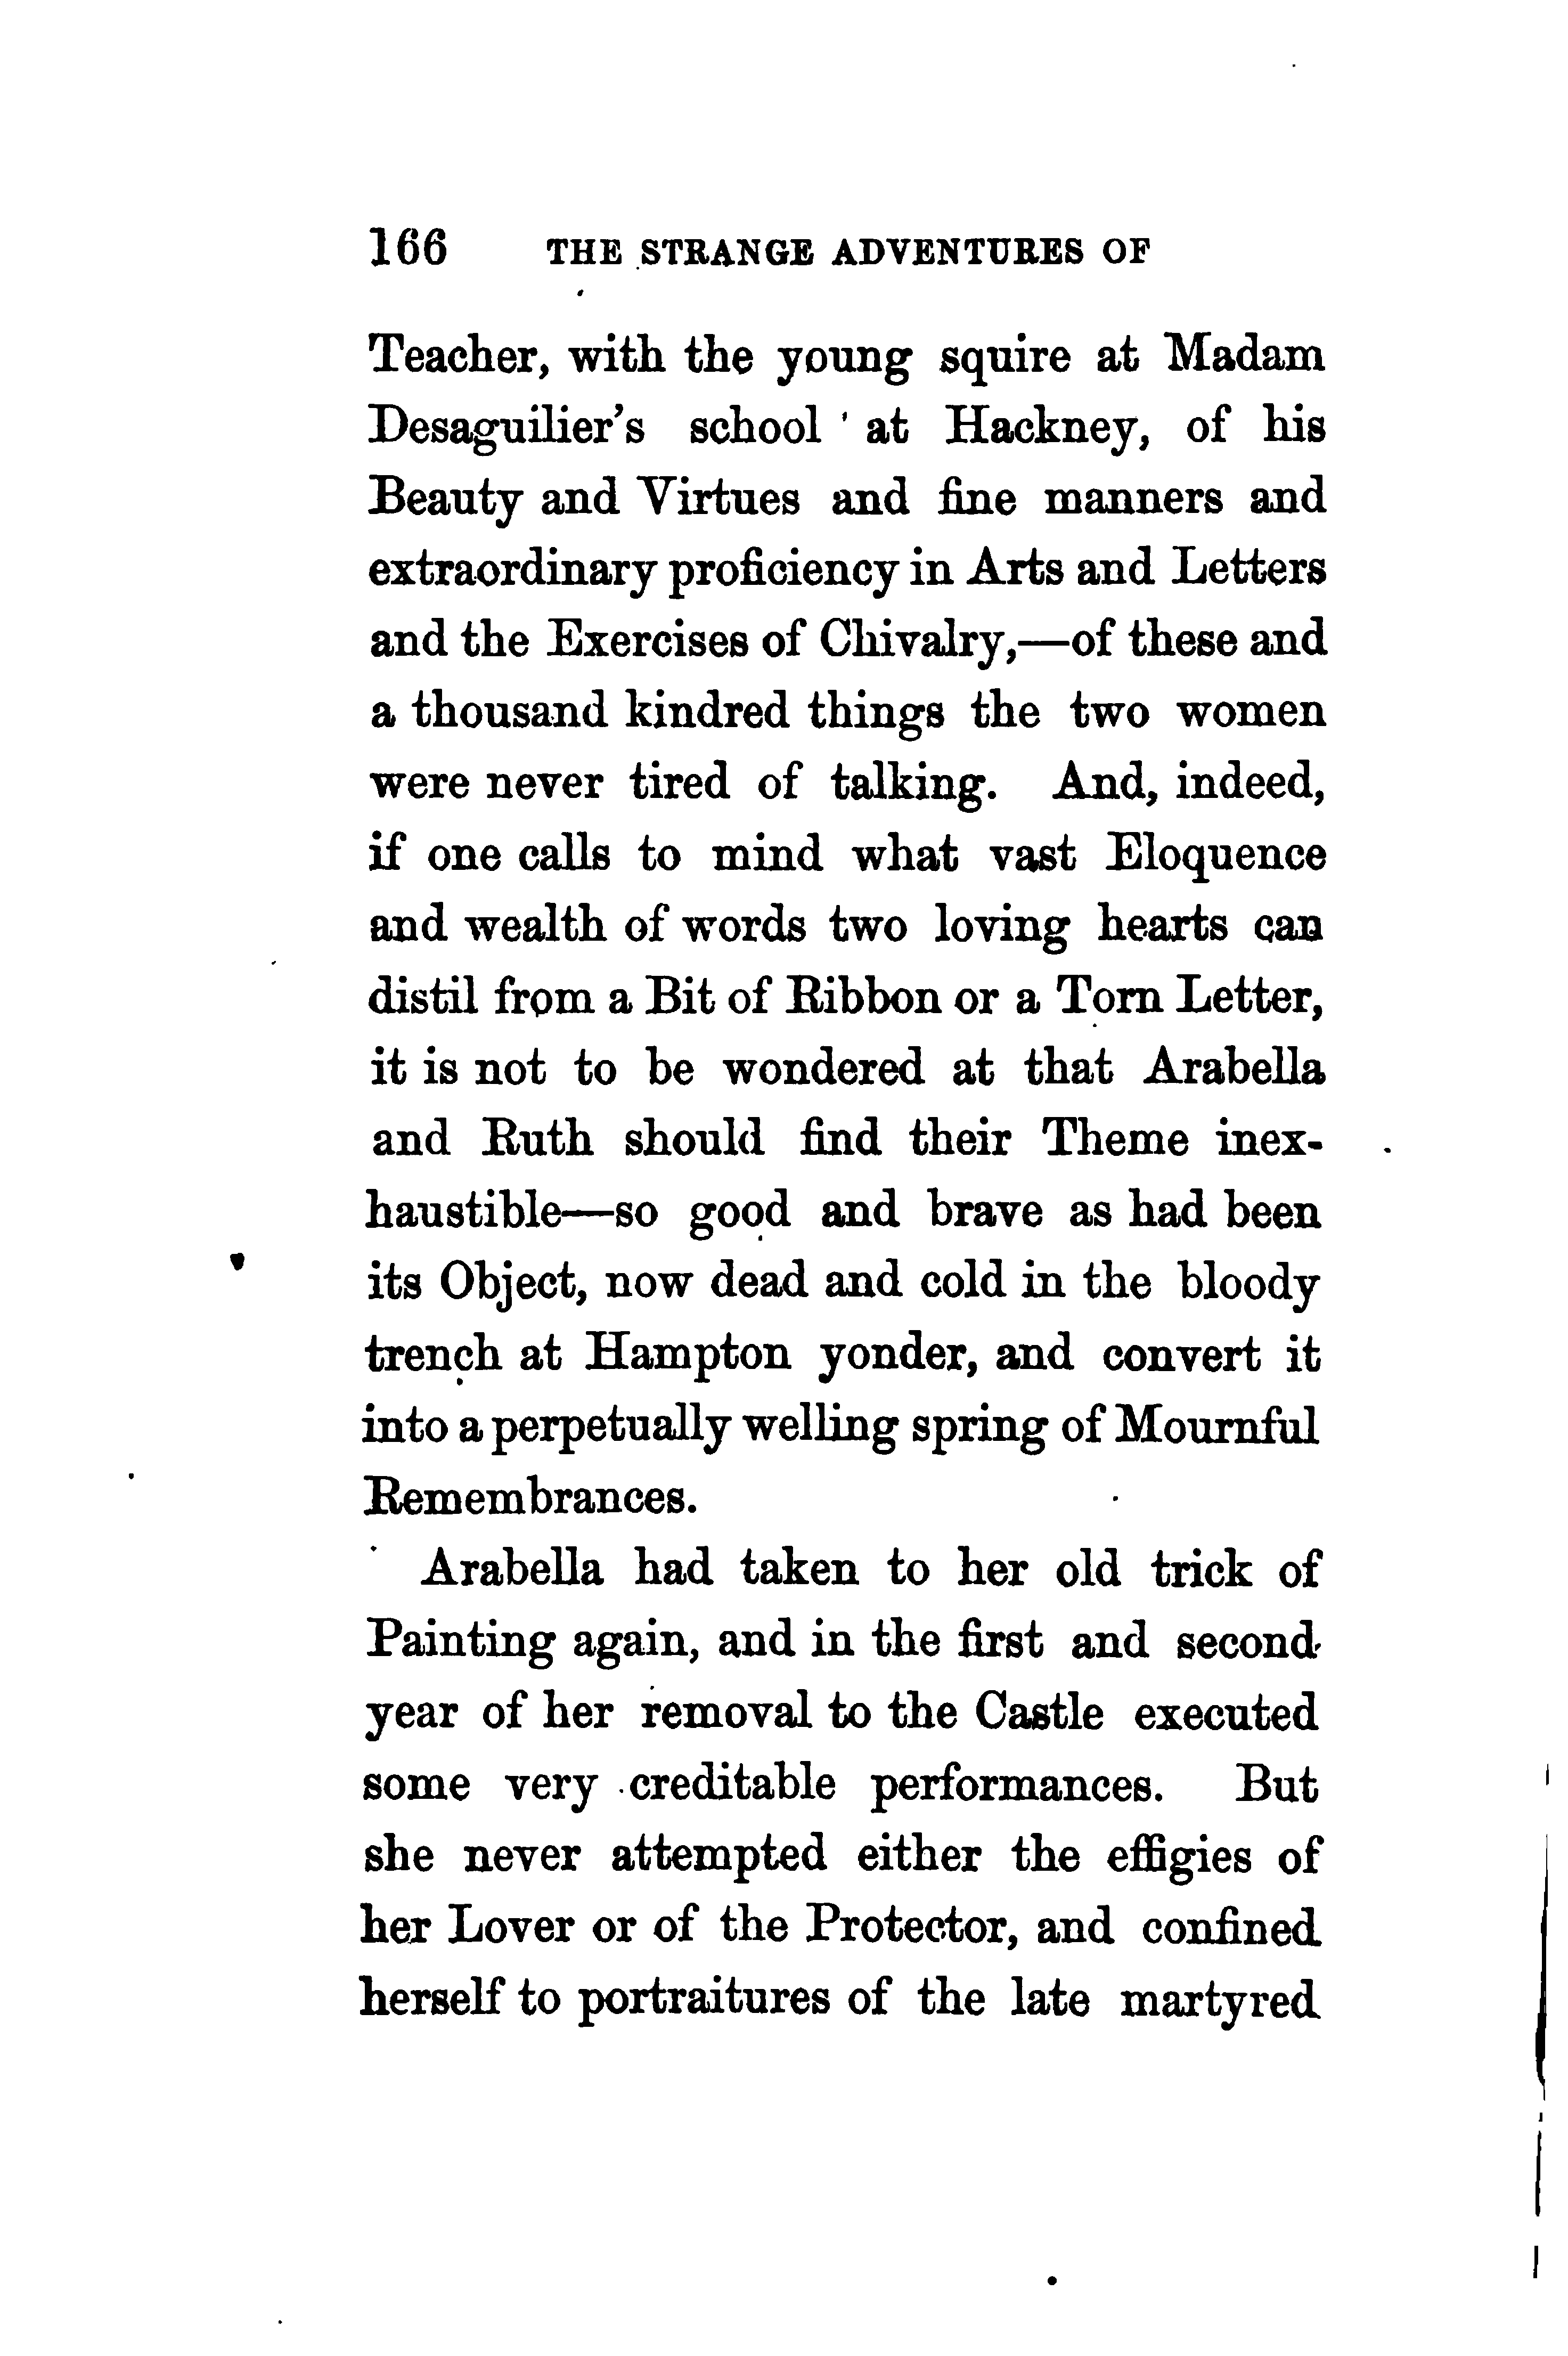 166 THE STRANGE ADVENTURES OF
Teacher, with the young squire at Madam
Desaguilier's school at Hackney, of his
Beauty and Virtues and fine manners and
extraordinary proficiency in Arts and Letters
and the Exercises of Chivalry,—of these and
a thousand kindred things the two women
were never tired of talking. And, indeed,
if one calls to mind what vast Eloquence
and wealth of words two loving hearts can
distil from a Bit of Ribbon or a Torn Letter,
it is not to be wondered at that Arabella
and Ruth should find their Theme inex-
haustible—so good and brave as had been
its Object, now dead and cold in the bloody
trench at Hampton yonder, and convert it
into a perpetually welling spring of Mournful
Remembrances.
Arabella had taken to her old trick of
Painting again, and in the first and second
year of her removal to the Castle executed
some very creditable performances. But
she never attempted either the effigies of
her Lover or of the Protector, and confined
herself to portraitures of the late martyred